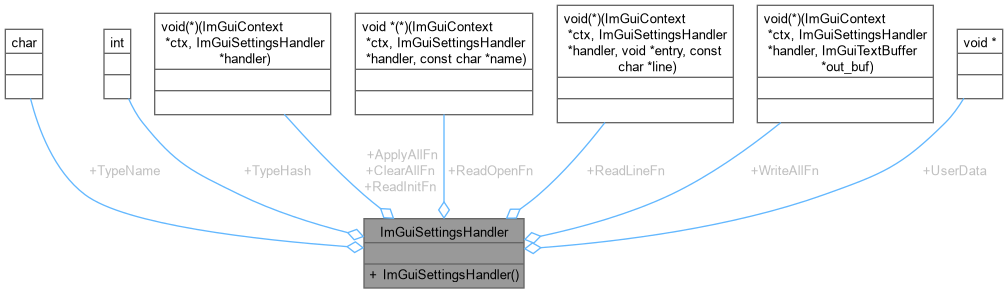 char
int
void(*)(ImGuiContext
*ctx, ImGuiSettingsHandler
*handler)
void *(*)(ImGuiContext
*ctx, ImGuiSettingsHandler
*handler, const char *name)
void(*)(ImGuiContext
*ctx, ImGuiSettingsHandler
*handler, void *entry, const
char *line)
void(*)(ImGuiContext
*ctx, ImGuiSettingsHandler
*handler, ImGuiTextBuffer
*out_buf)
void *
+TypeName
+TypeHash
+ApplyAllFn
+ClearAllFn
+ReadInitFn
+ReadOpenFn
+ReadLineFn
+WriteAllFn
+UserData
ImGuiSettingsHandler
+ ImGuiSettingsHandler()